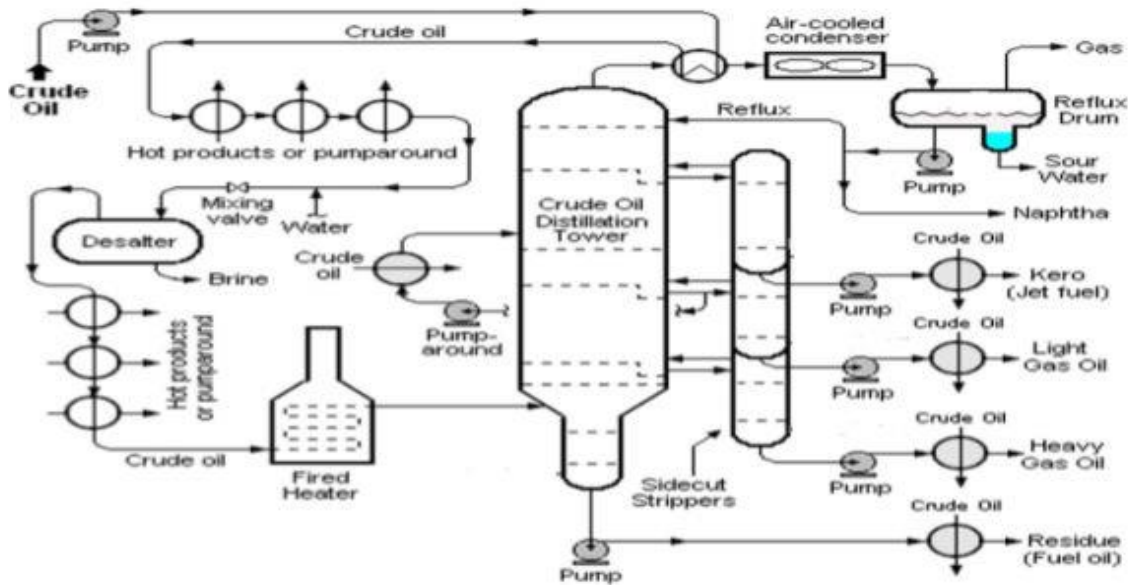 Pump
Crude oil
Air-cooled
condenser
Gas
Crude
Oil
Reflux
Reflux
Drum
Hot products or pumparound
Pump
Sour
Water
Mixing
valve
Water
Crude Oil
Distillation
Tower
Naphtha
Desalter
Brine
Crude
oil
Crude Oil
Pump
Kero
(Jet fuel)
Pump-
around
Hot products
or pumparound
Crude Oil
Pump
Light
Gas Oil
Crude oil
Fired
Heater
Sidecut
Strippers
Crude Oil
Pump
Heavy
Gas Oil
Crude Oil
Pump
Residue
(Fuel oil)